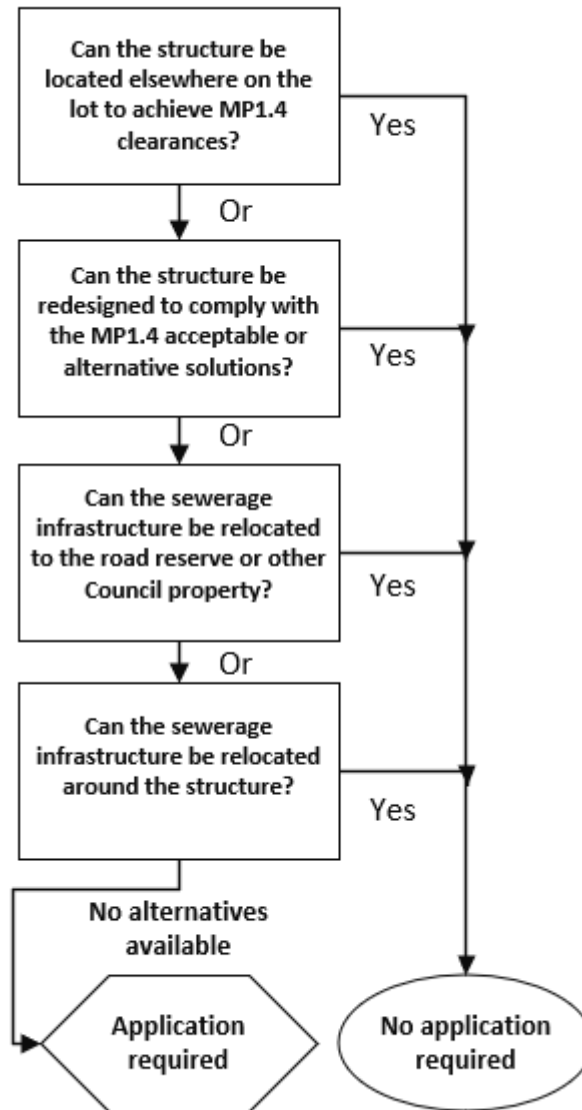 Can the structure be
located elsewhere on the
lot to achieve MP1.4
clearances?
Yes
Or
Can the structure be
redesigned to comply with
the MP1.4 acceptable or
alternative solutions?
Yes
Or
Can the sewerage
infrastructure be relocated
to the road reserve or other
Council property?
Yes
Or
Can the sewerage
infrastructure be relocated
around the structure?
Yes
No alternatives
available
Application
required
No application
required